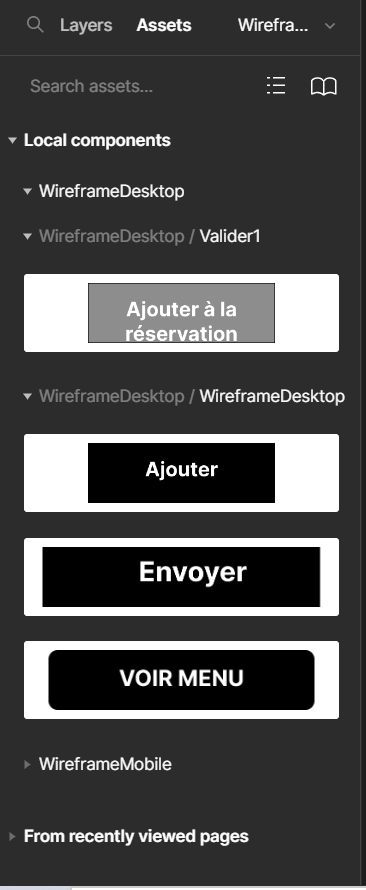 Layers Assets Wirefra...
Search assets...
Local components
WireframeDesktop
WireframeDesktop / Valider1
Ajouter à la
réservation
WireframeDesktop / WireframeDesktop
Ajouter
Envoyer
VOIR MENU
WireframeMobile
From recently viewed pages